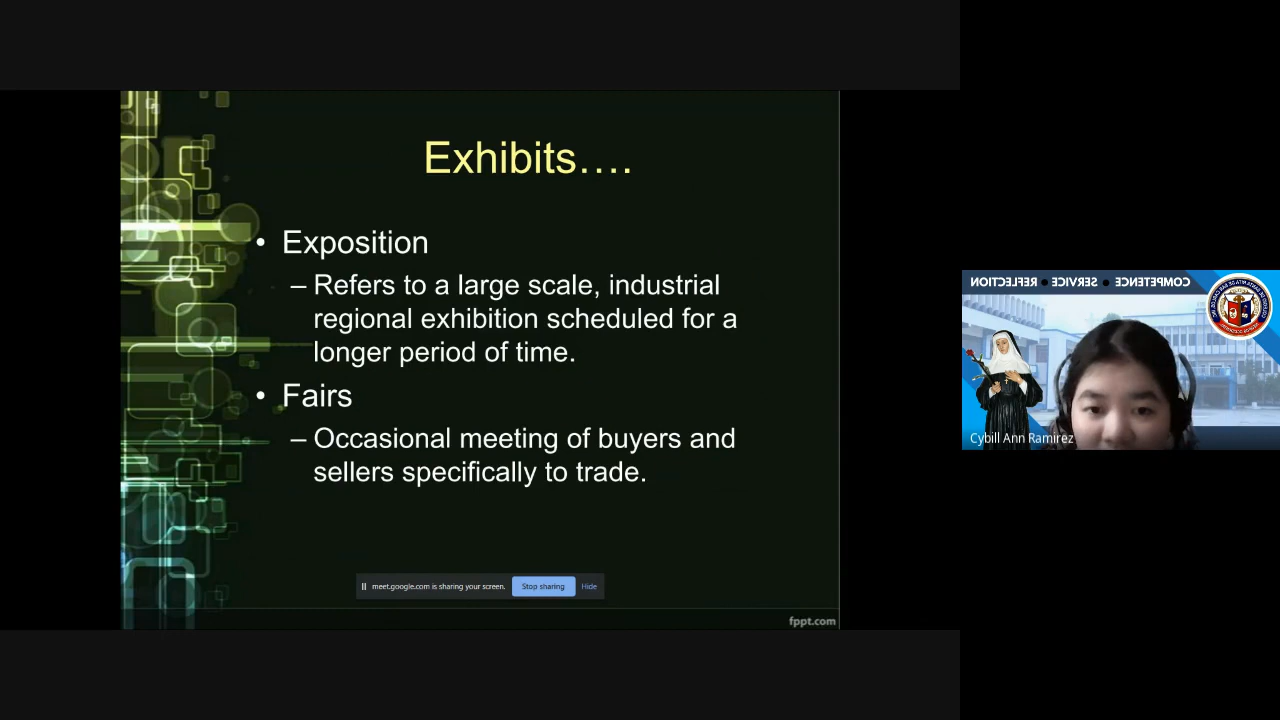 Exhibits….
• Exposition
– Refers to a large scale, industrial
regional exhibition scheduled for a
longer period of time.
• Fairs
– Occasional meeting of buyers and
sellers specifically to trade.
meet.google.com is sharing your screen. Stop sharing Hide
fppt.com
COMPETENCE • SERVICE • REFLECTION
Cybill Ann Ramirez